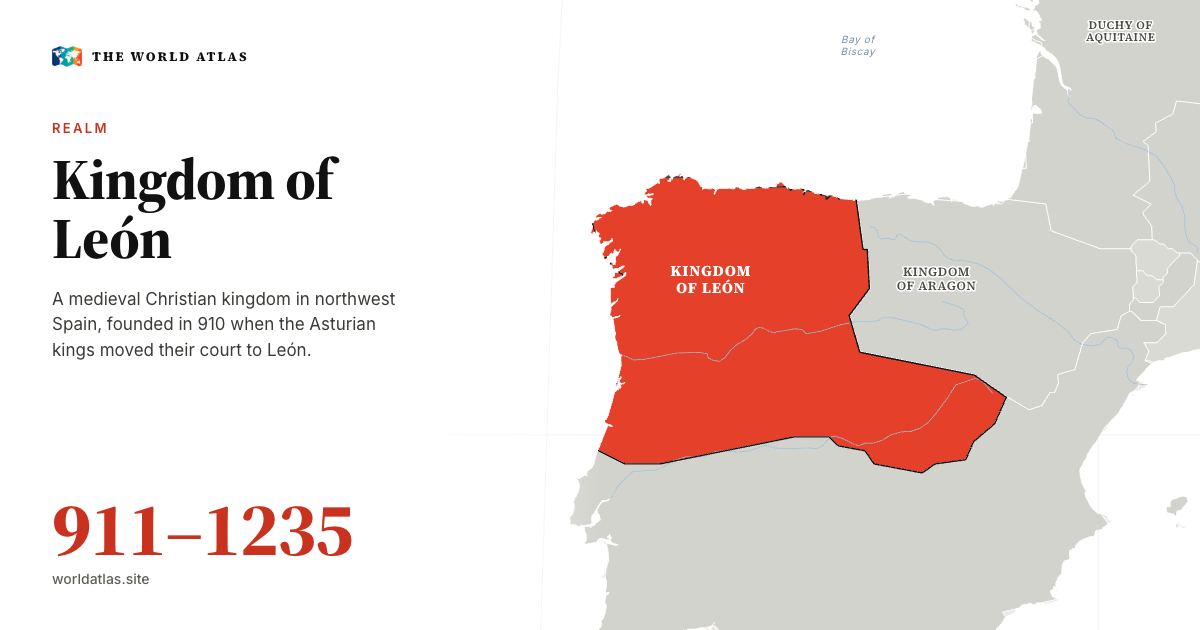 THE WORLD ATLAS
REALM
Kingdom of
León
A medieval Christian kingdom in northwest
Spain, founded in 910 when the Asturian
kings moved their court to León.
911–1235
worldatlas.site
Bay of
Biscay
DUCHY OF
AQUITAINE
KINGDOM
OF LEÓN
KINGDOM
OF ARAGON